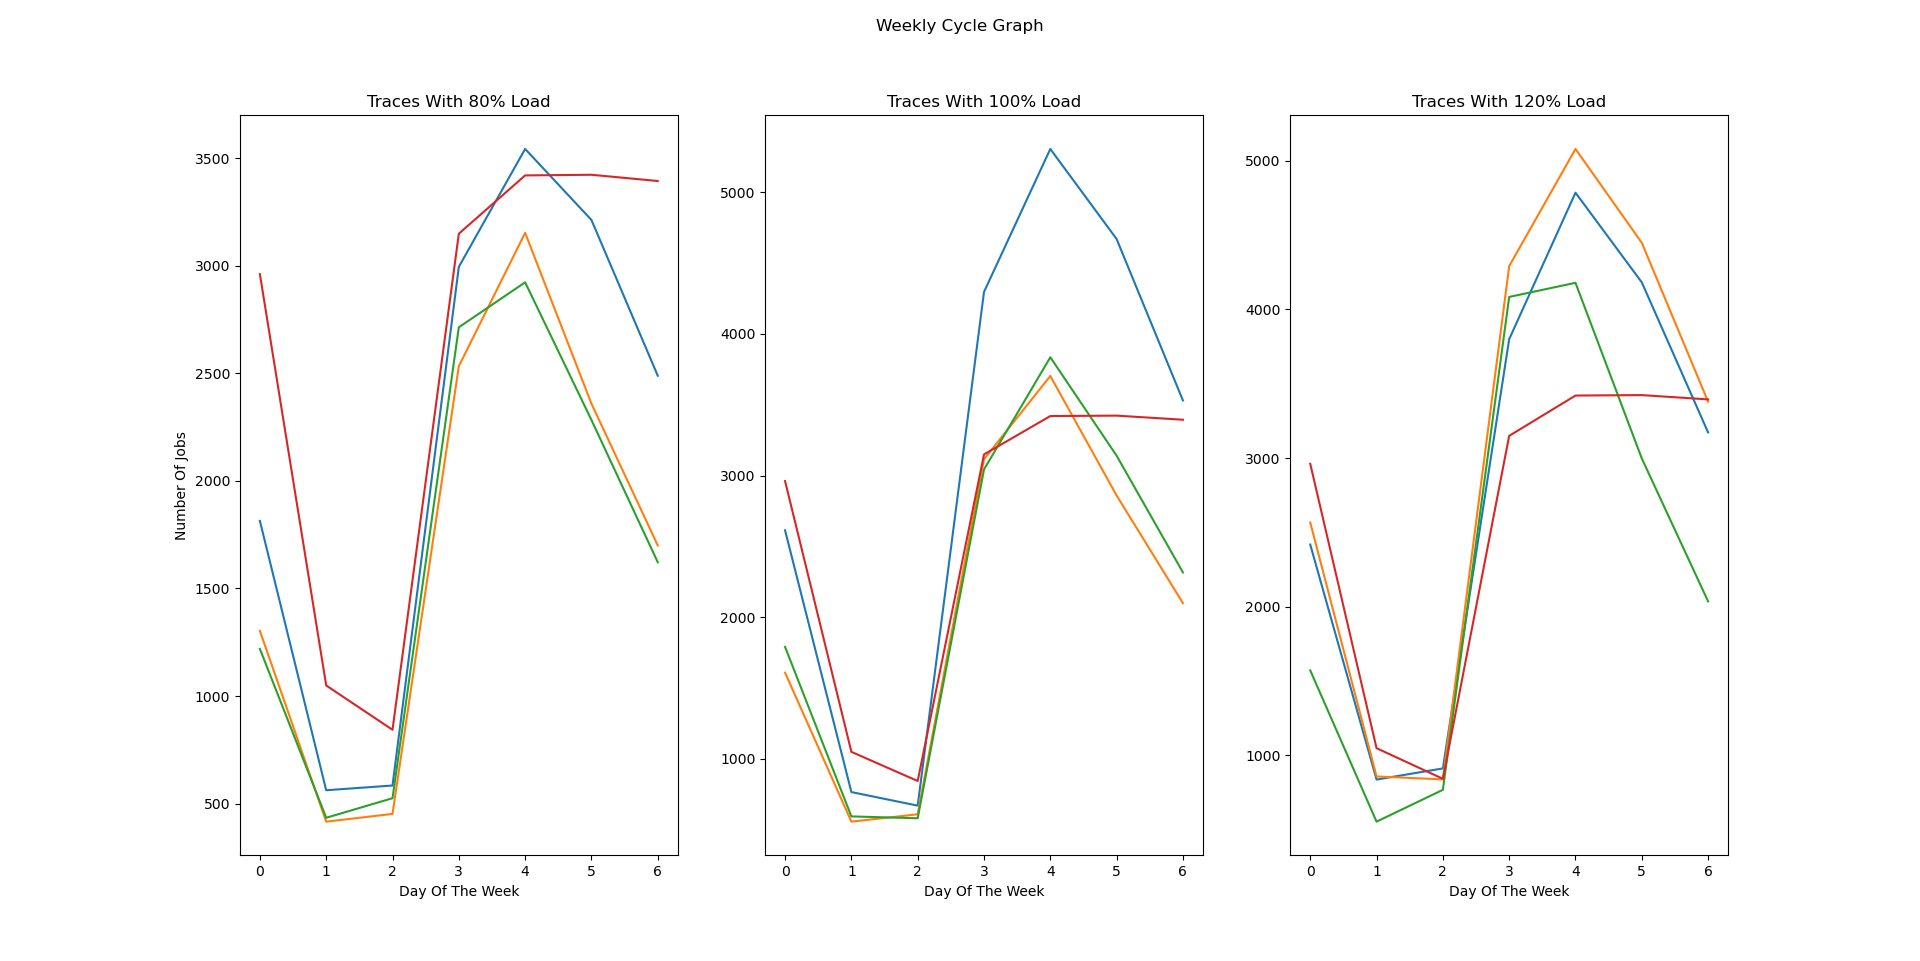 Weekly Cycle Graph
Traces With 80% Load
Number Of Jobs
3500
3000
2500
2000
1500
1000
500
0 1 2 3 4 5 6
Day Of The Week
Traces With 100% Load
5000
4000
3000
2000
1000
0 1 2 3 4 5 6
Day Of The Week
Traces With 120% Load
5000
4000
3000
2000
1000
0 1 2 3 4 5 6
Day Of The Week